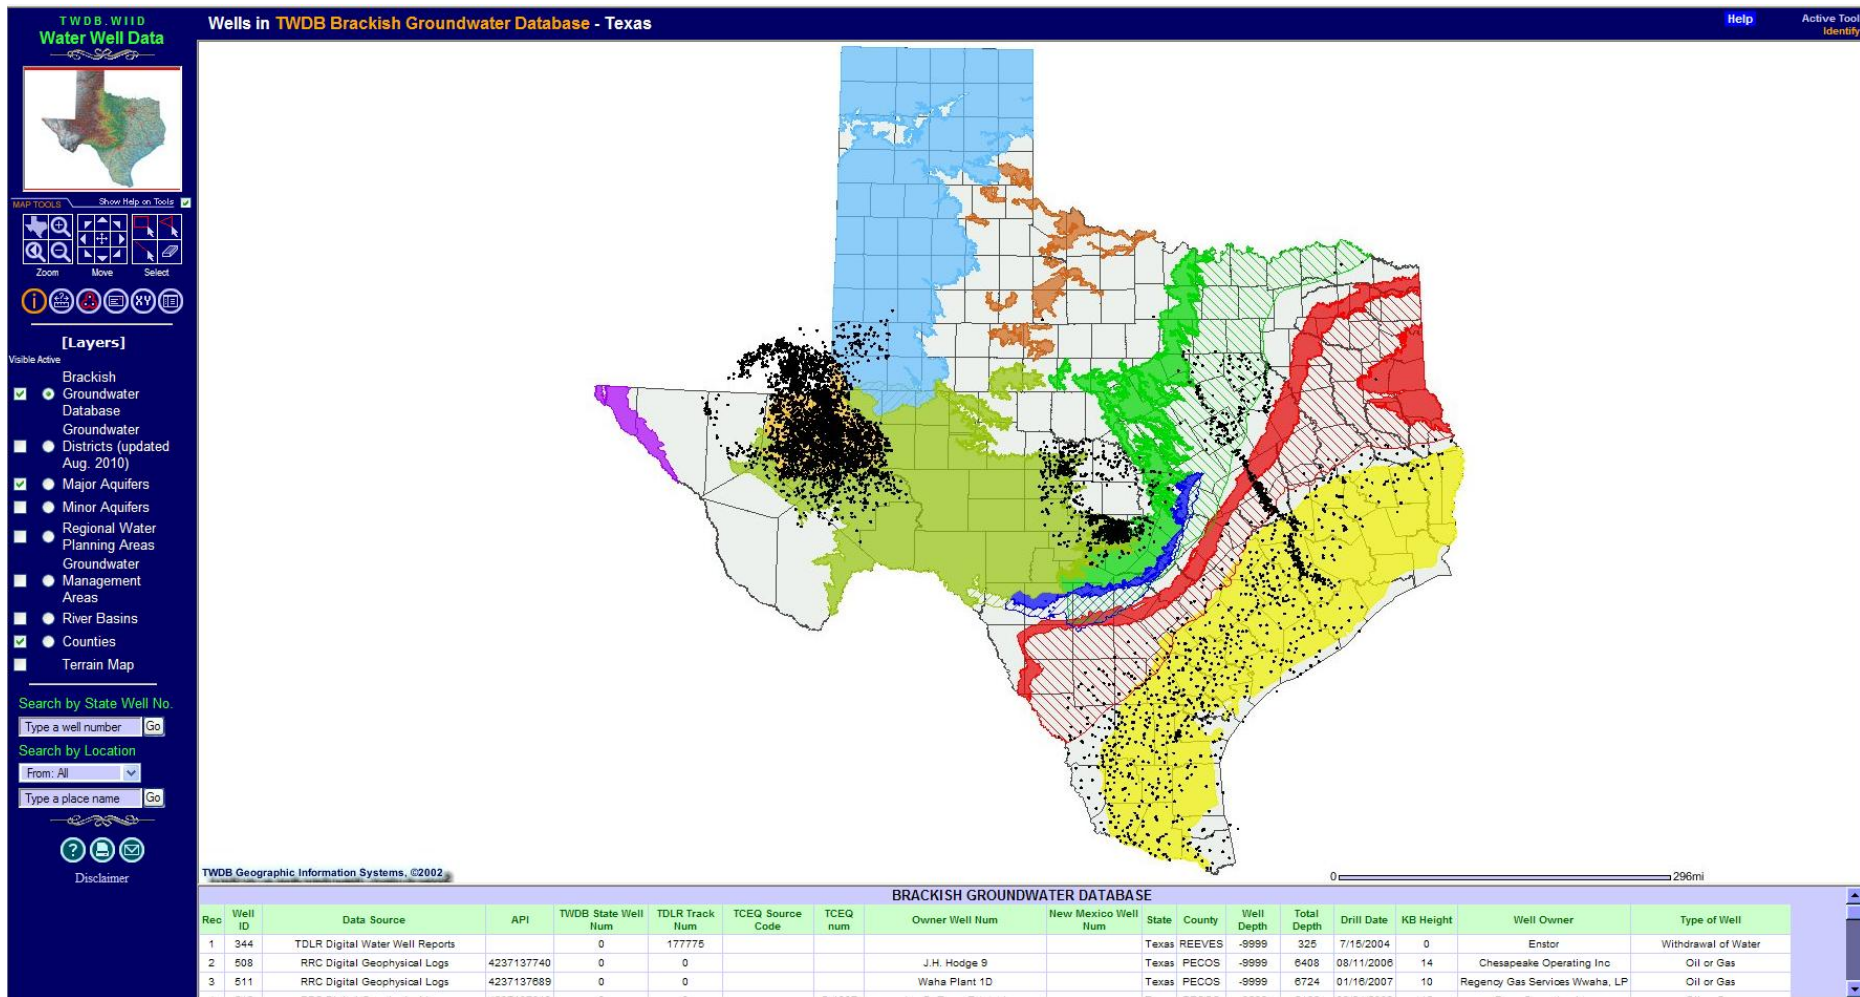 TWDB.WIID
Water Well Data
Wells in TWDB Brackish Groundwater Database - Texas
Help
Active Tool
Identify
MAP TOOLS
Show Help on Tools
Zoom
Move
Select
XY
[Layers]
Visible Active
Brackish
Groundwater
Database
Groundwater
Districts (updated
Aug. 2010)
Major Aquifers
Minor Aquifers
Regional Water
Planning Areas
Groundwater
Management
Areas
River Basins
Counties
Terrain Map
Search by State Well No.
Type a well number Go
Search by Location
From: All
Type a place name Go
Disclaimer
TWDB Geographic Information Systems, ©2002
0 296mi
BRACKISH GROUNDWATER DATABASE
Rec Well ID Data Source API TWDB State Well Num TDLR Track Num TCEQ Source Code TCEQ num Owner Well Num New Mexico Well Num State County Well Depth Total Depth Drill Date KB Height Well Owner Type of Well
1 344 TDLR Digital Water Well Reports 0 177775 Texas REEVES -9999 325 7/15/2004 0 Enstor Withdrawal of Water
2 508 RRC Digital Geophysical Logs 4237137740 0 0 J.H. Hodge 9 Texas PECOS -9999 6408 08/11/2006 14 Chesapeake Operating Inc Oil or Gas
3 511 RRC Digital Geophysical Logs 4237137689 0 0 Waha Plant 1D Texas PECOS -9999 6724 01/16/2007 10 Regency Gas Services Wwaha, LP Oil or Gas